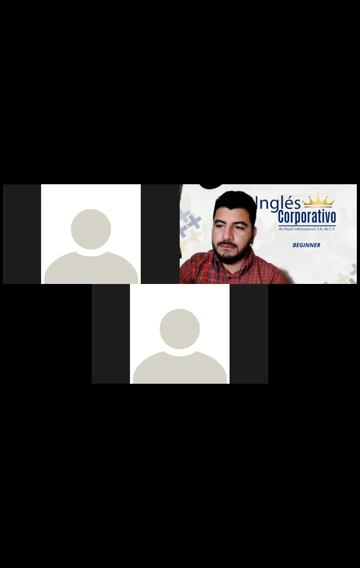 Inglés
Corporativo
By Royal International, S.A. de C.V.
BEGINNER